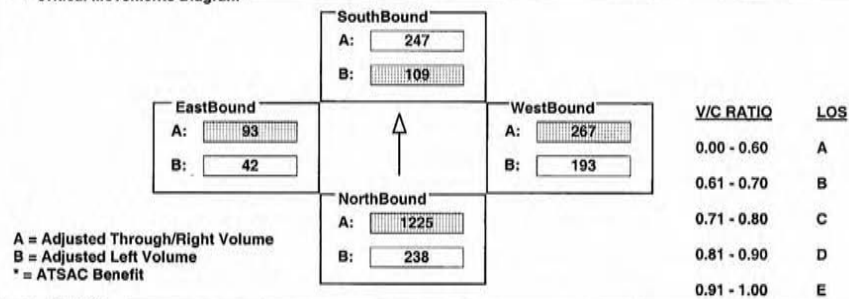 SouthBound
A: 247
B: 109
EastBound
A: 93
B: 42
WestBound
A: 267
B: 193
NorthBound
A: 1225
B: 238
A = Adjusted Through/Right Volume
B = Adjusted Left Volume
* = ATSAC Benefit
V/C RATIO LOS
0.00 - 0.60 A
0.61 - 0.70 B
0.71 - 0.80 C
0.81 - 0.90 D
0.91 - 1.00 E